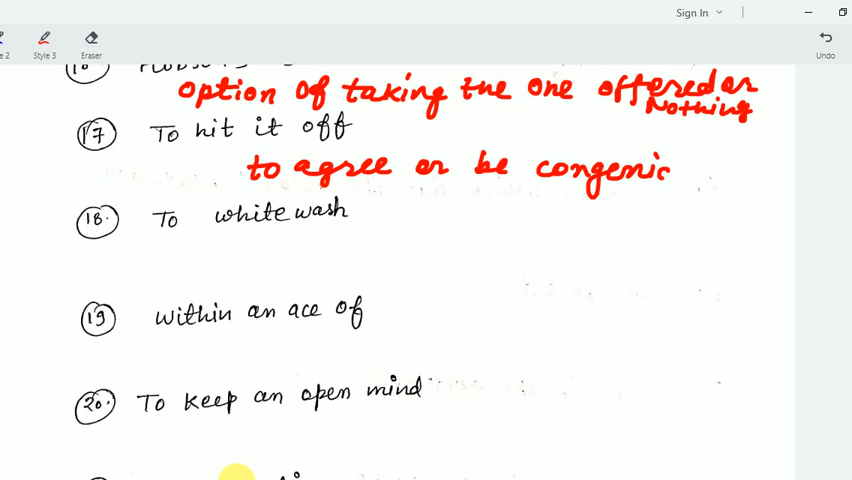 Sign In
Style 3
Eraser
Undo
option of taking the one offered or
Nothing
17 To hit it off
to agree or be congenic
18. To whitewash
19 within an ace of
20. To keep an open mind